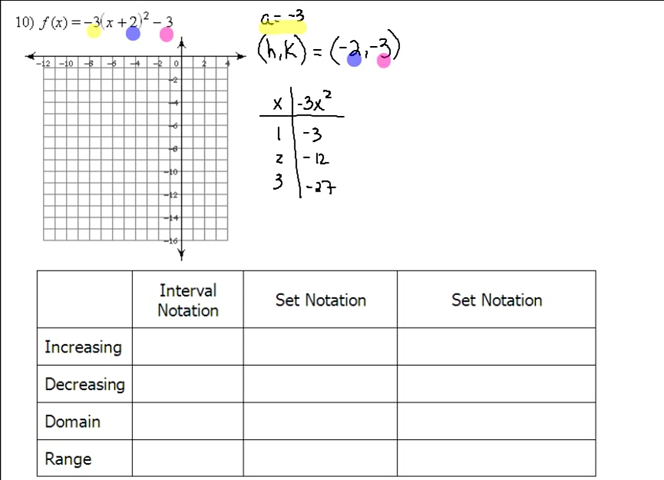 10) f(x) = -3(x + 2)² - 3
a = -3
(h, k) = (-2, -3)
-12 -10 -8 -6 -4 -2 0 2 4
-2
-4
-6
-8
-10
-12
-14
-16
x -3x²
1 -3
2 -12
3 -27
Interval Notation Set Notation Set Notation
Increasing
Decreasing
Domain
Range